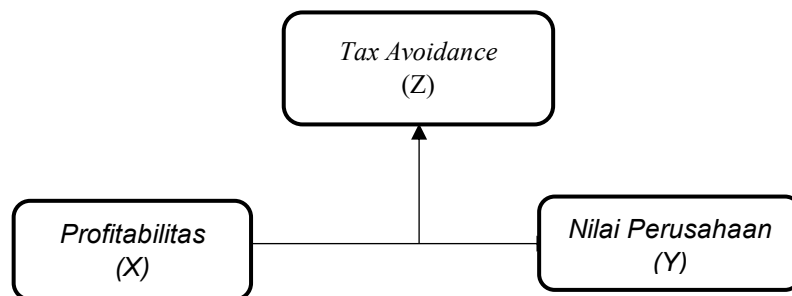 Tax Avoidance
(Z)
Profitabilitas
(X)
Nilai Perusahaan
(Y)